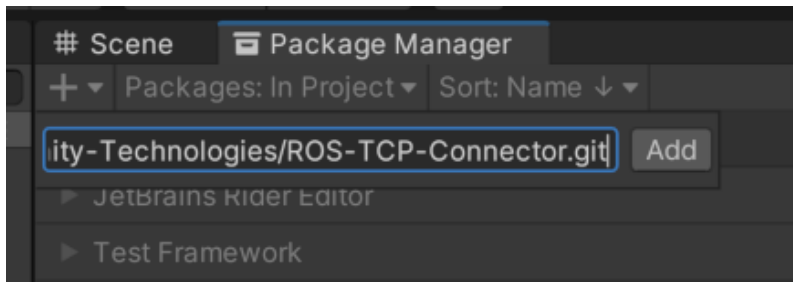 Scene Package Manager
+ Packages: In Project Sort: Name ↓
ity-Technologies/ROS-TCP-Connector.git Add
JetBrains Rider Editor
Test Framework